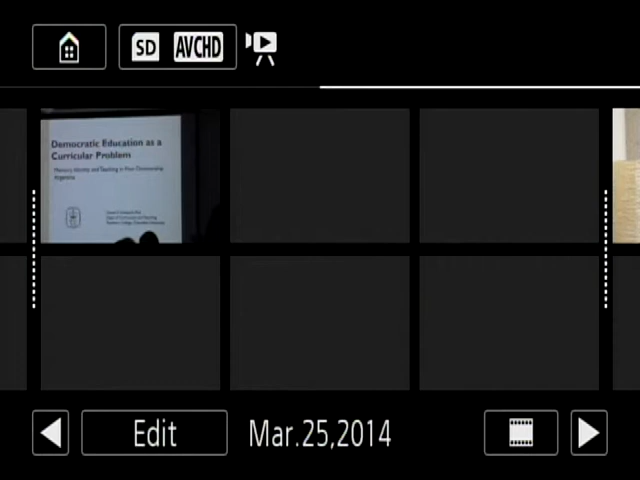 SD AVCHD
Democratic Education as a
Curricular Problem
Edit Mar.25,2014